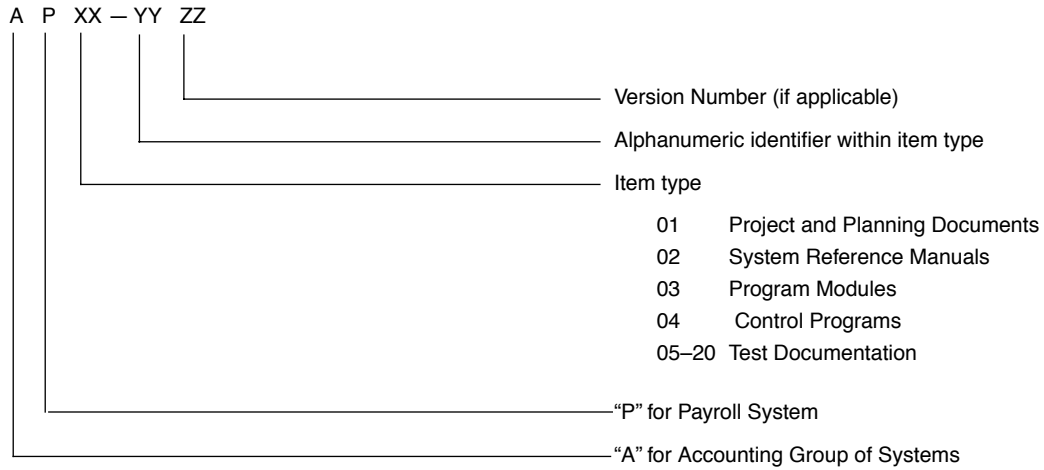 A P XX — YY ZZ
Version Number (if applicable)
Alphanumeric identifier within item type
Item type
01 Project and Planning Documents
02 System Reference Manuals
03 Program Modules
04 Control Programs
05–20 Test Documentation
“P” for Payroll System
“A” for Accounting Group of Systems